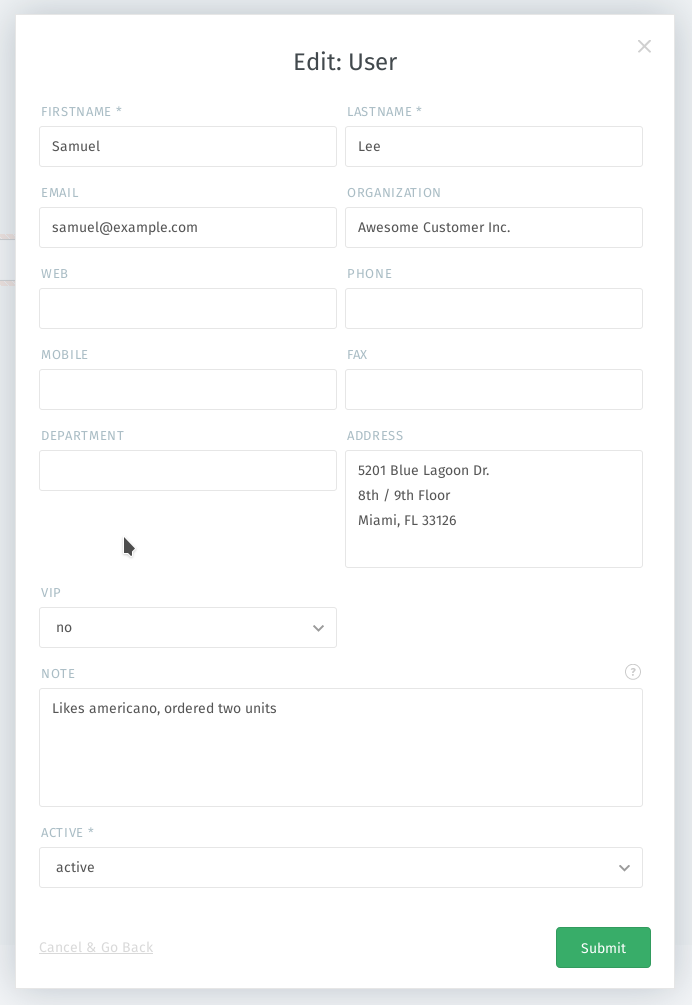 Edit: User
FIRSTNAME * LASTNAME *
Samuel Lee
EMAIL ORGANIZATION
samuel@example.com Awesome Customer Inc.
WEB PHONE
MOBILE FAX
DEPARTMENT ADDRESS
5201 Blue Lagoon Dr.
8th / 9th Floor
Miami, FL 33126
VIP
no
NOTE ?
Likes americano, ordered two units
ACTIVE *
active
Cancel & Go Back Submit